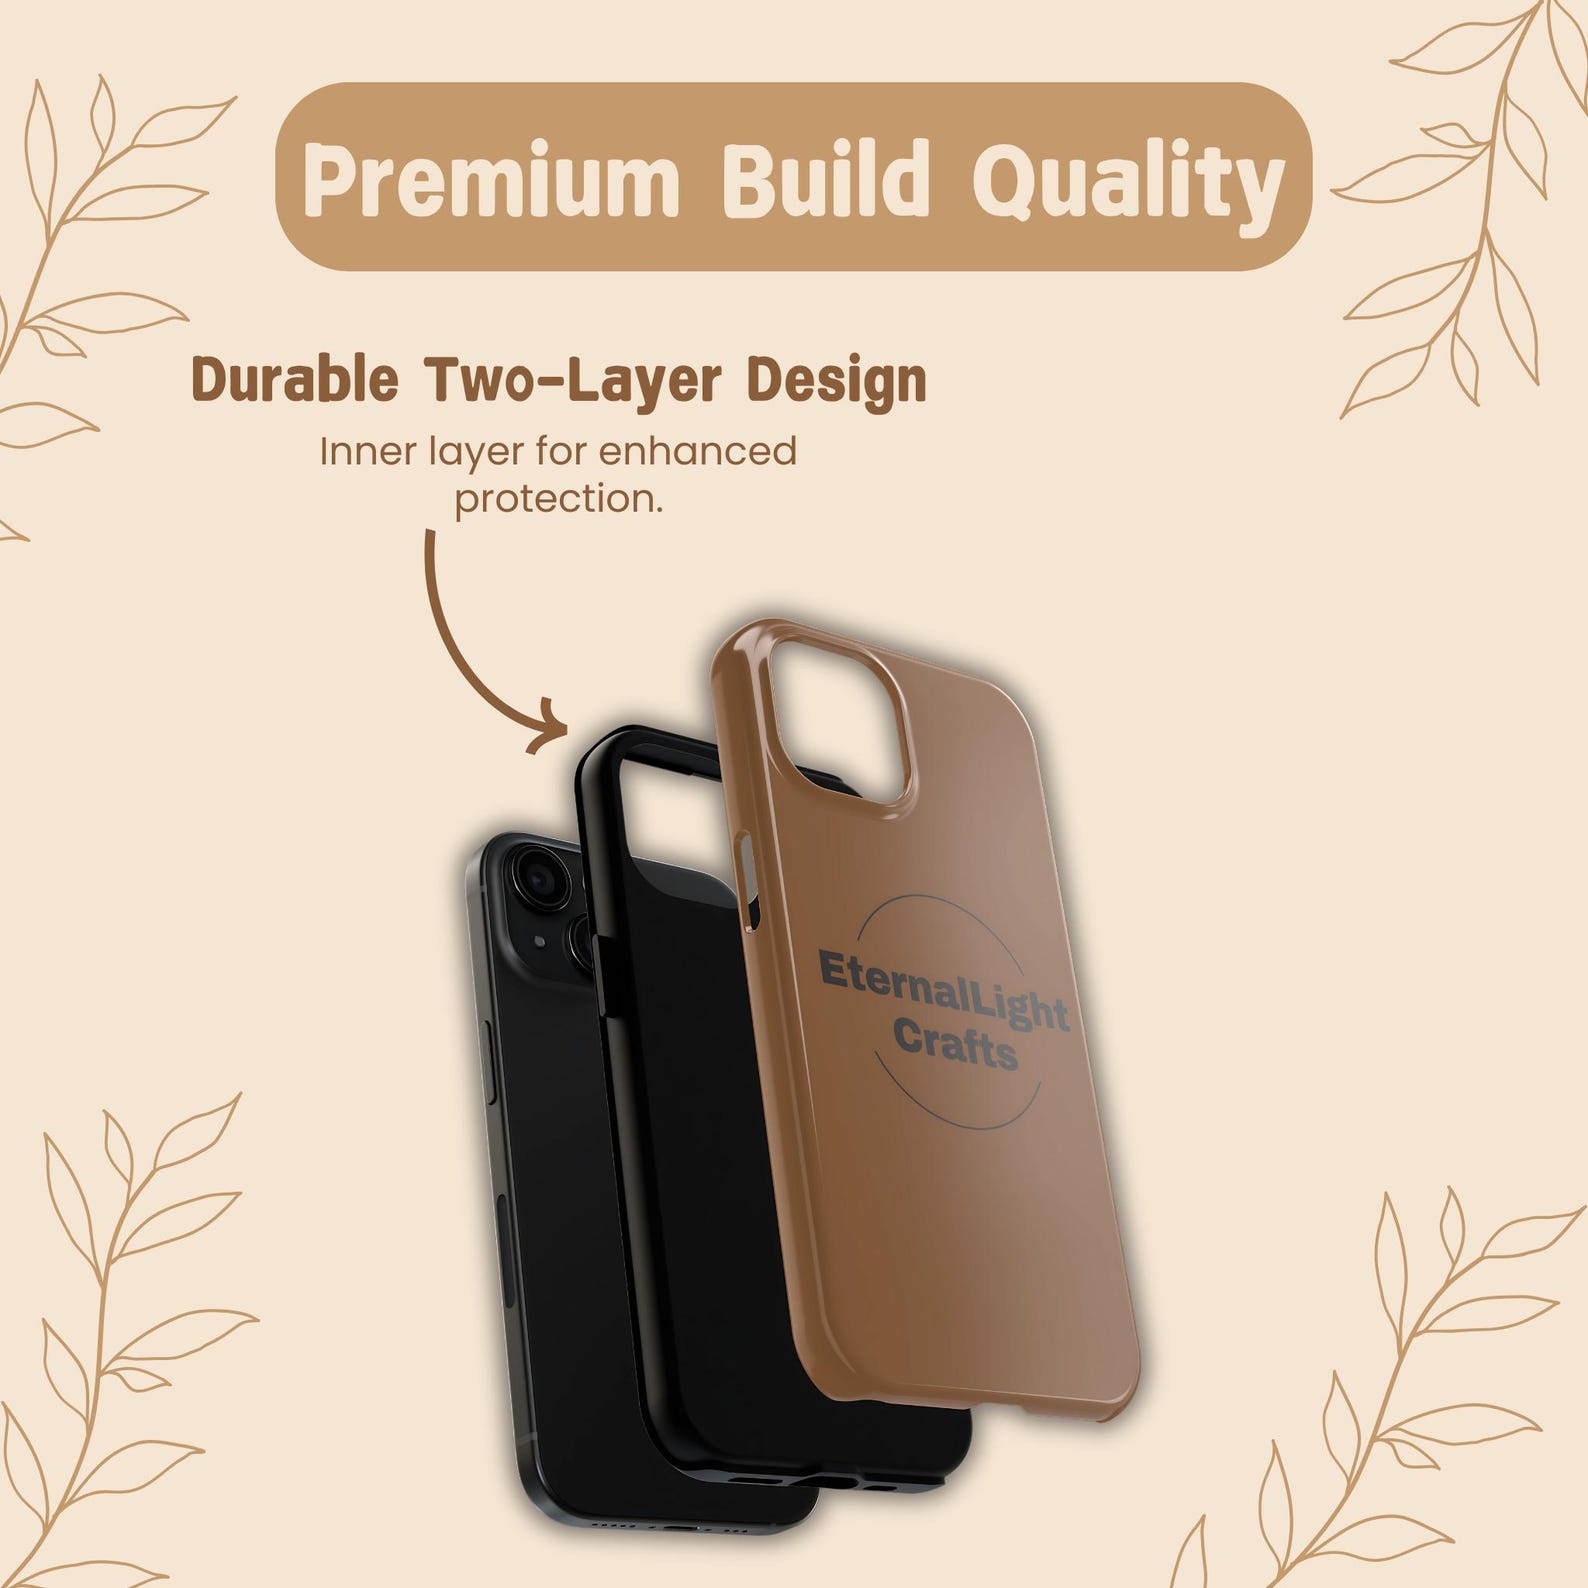 Premium Build Quality
Durable Two-Layer Design
Inner layer for enhanced
protection.
EternalLight
Crafts